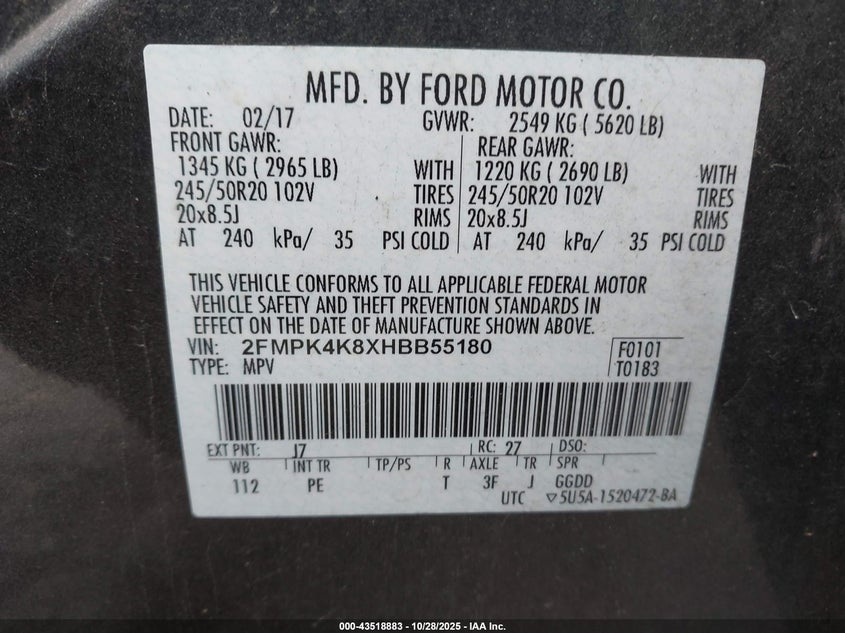 MFD. BY FORD MOTOR CO.
DATE: 02/17 GVWR: 2549 KG ( 5620 LB)
FRONT GAWR: REAR GAWR:
1345 KG ( 2965 LB) WITH 1220 KG ( 2690 LB) WITH
245/50R20 102V TIRES 245/50R20 102V TIRES
20x8.5J RIMS 20x8.5J RIMS
AT 240 kPa/ 35 PSI COLD AT 240 kPa/ 35 PSI COLD
THIS VEHICLE CONFORMS TO ALL APPLICABLE FEDERAL MOTOR
VEHICLE SAFETY AND THEFT PREVENTION STANDARDS IN
EFFECT ON THE DATE OF MANUFACTURE SHOWN ABOVE.
VIN: 2FMPK4K8XHBB55180 F0101
TYPE: MPV T0183
EXT PNT: J7 RC: 27 DSO:
WB INT TR TP/PS R AXLE TR SPR
112 PE T 3F J GGDD
UTC ▽5U5A-1520472-BA
000-43518883 - 10/28/2025 - IAA Inc.